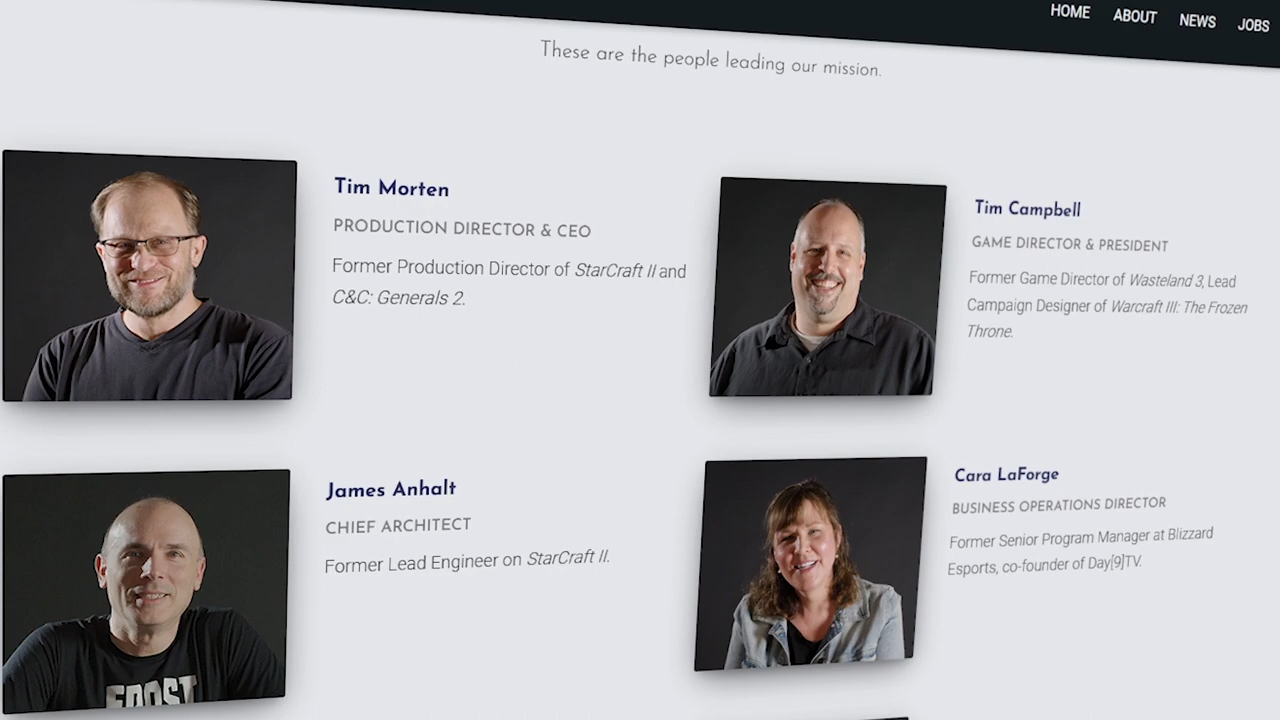 HOME ABOUT NEWS JOBS
These are the people leading our mission.
Tim Morten
PRODUCTION DIRECTOR & CEO
Former Production Director of StarCraft II and
C&C: Generals 2.
Tim Campbell
GAME DIRECTOR & PRESIDENT
Former Game Director of Wasteland 3, Lead
Campaign Designer of Warcraft III: The Frozen
Throne.
James Anhalt
CHIEF ARCHITECT
Former Lead Engineer on StarCraft II.
FROST
Cara LaForge
BUSINESS OPERATIONS DIRECTOR
Former Senior Program Manager at Blizzard
Esports, co-founder of Day[9]TV.